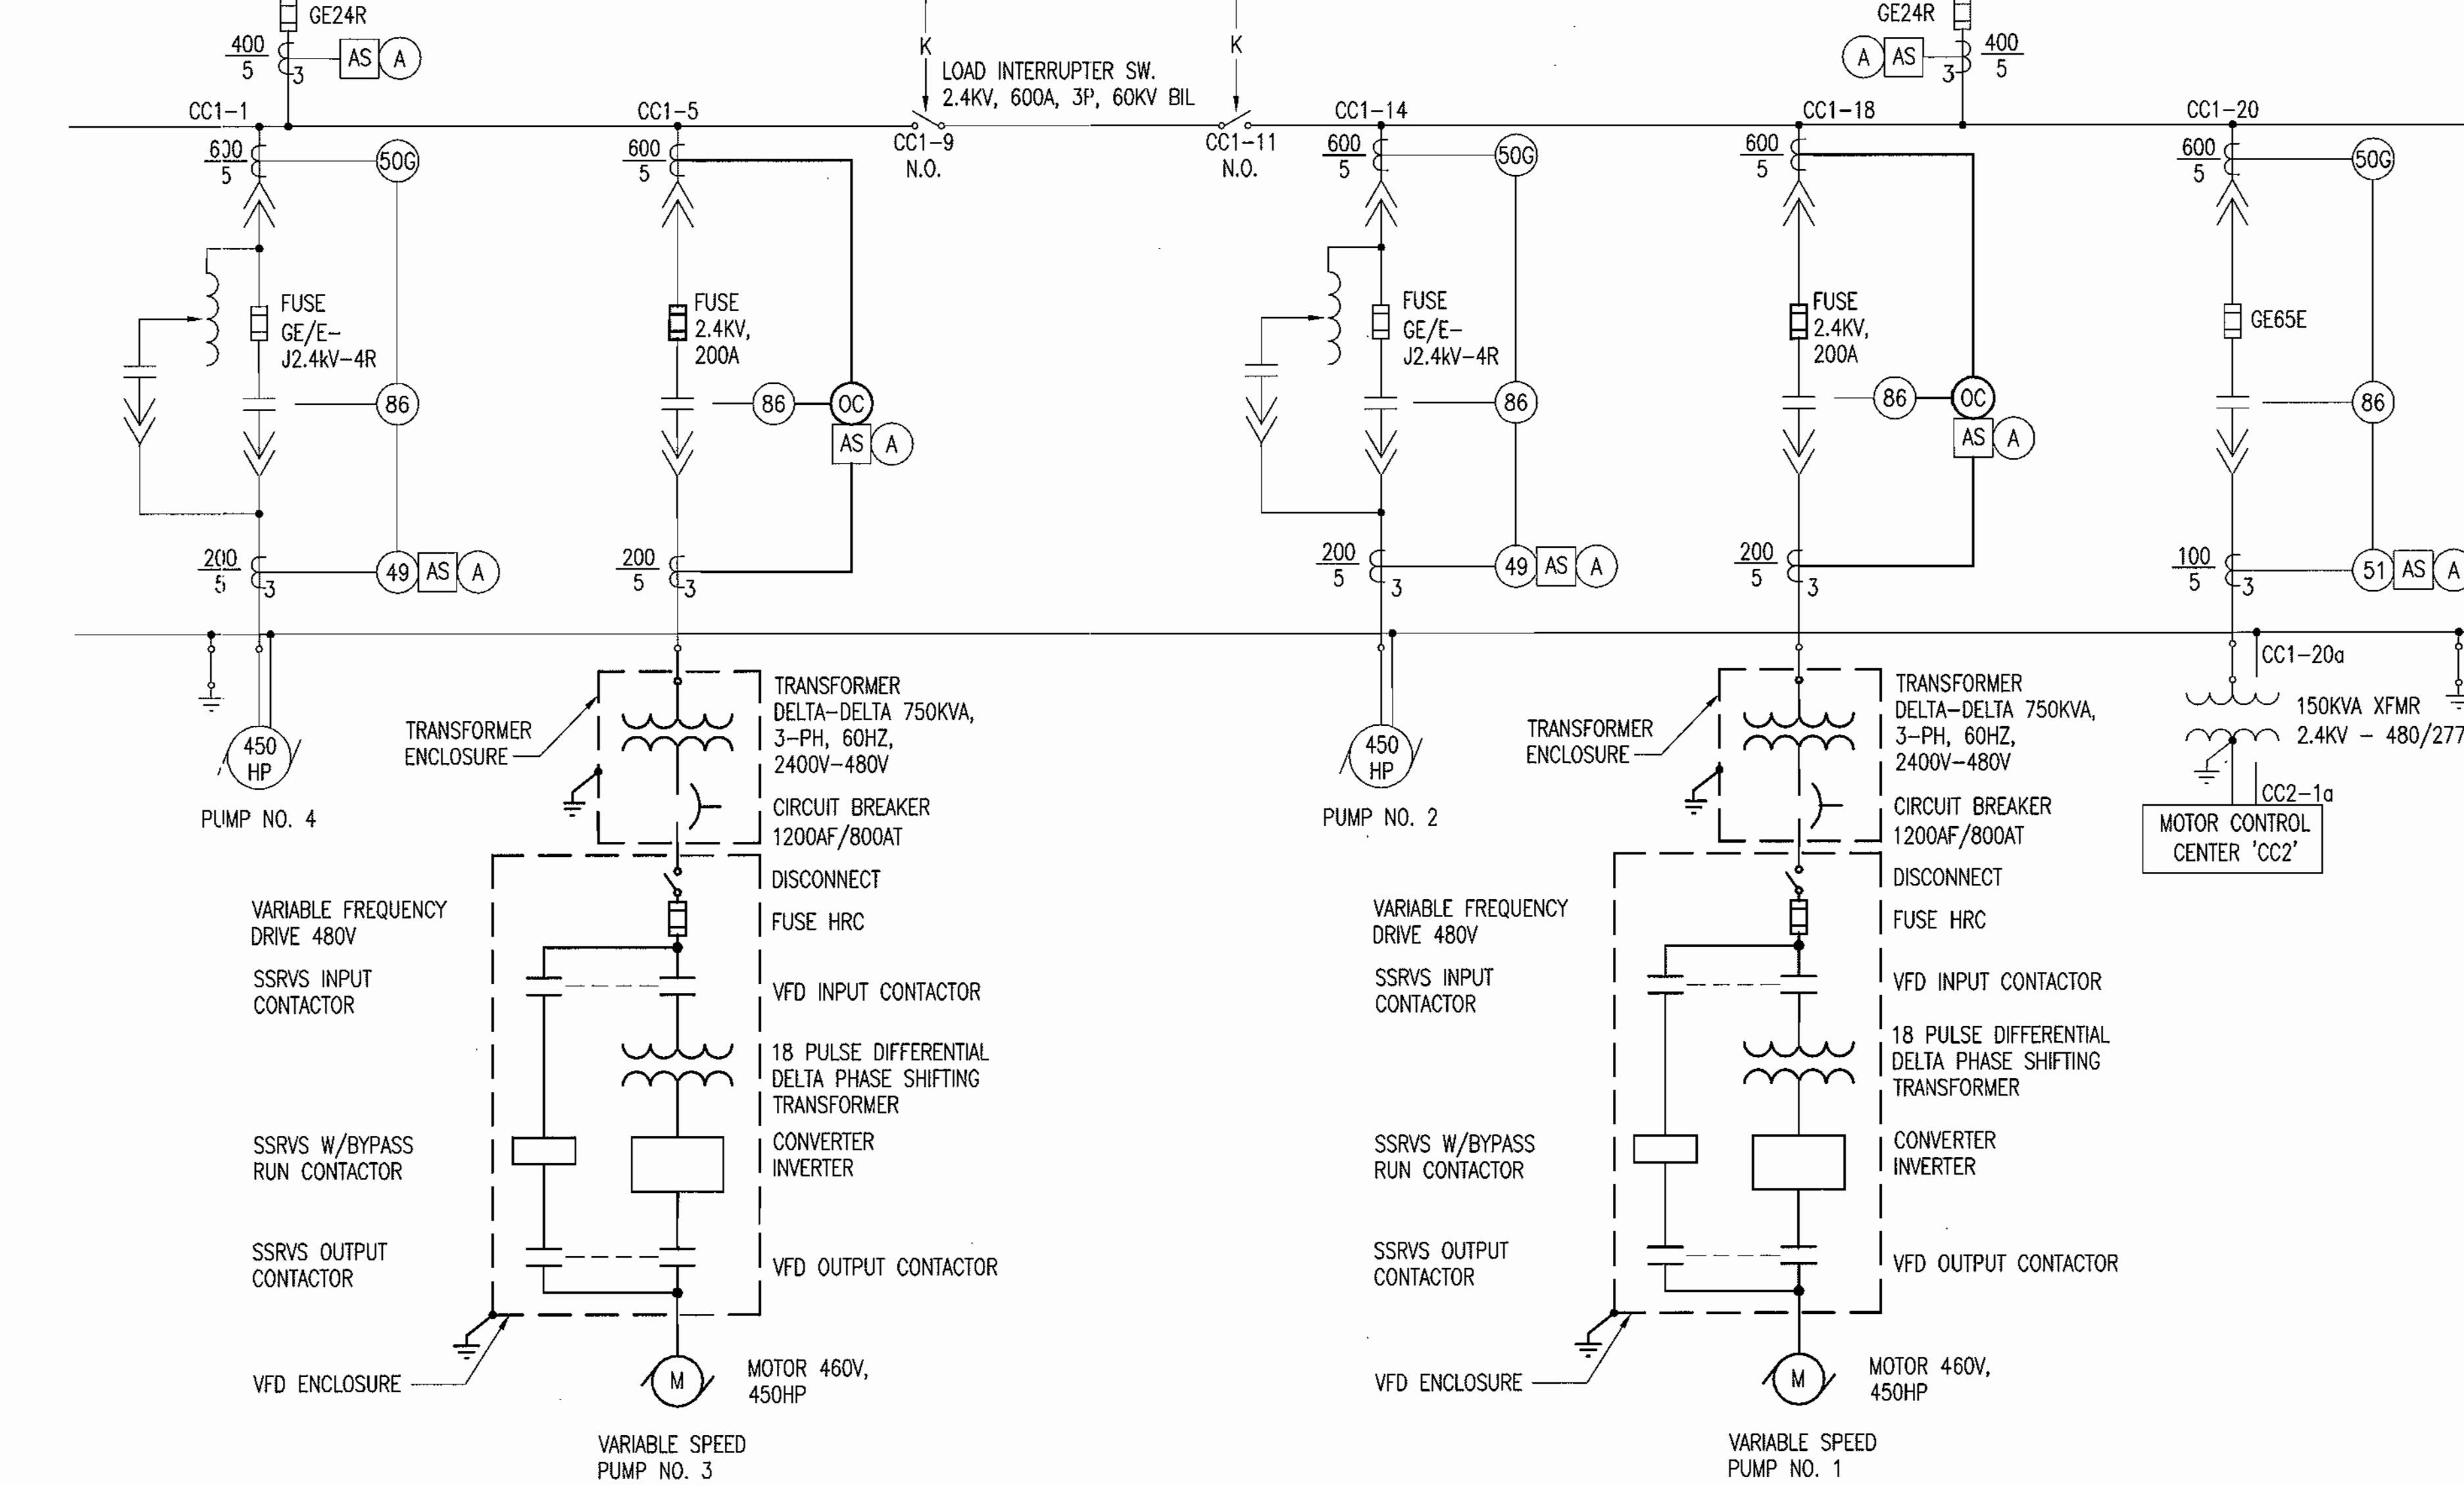 GE24R
400
5
3
AS
A
K
K
LOAD INTERRUPTER SW.
2.4KV, 600A, 3P, 60KV BIL
GE24R
A
AS
3
400
5
CC1-1
CC1-5
CC1-9
N.O.
CC1-11
N.O.
CC1-14
CC1-18
CC1-20
600
5
50G
FUSE
GE/E-
J2.4kV-4R
86
200
5
3
49
AS
A
450
HP
PUMP NO. 4
600
5
FUSE
2.4KV,
200A
86
OC
AS
A
200
5
3
TRANSFORMER
ENCLOSURE
TRANSFORMER
DELTA-DELTA 750KVA,
3-PH, 60HZ,
2400V-480V
CIRCUIT BREAKER
1200AF/800AT
DISCONNECT
FUSE HRC
VARIABLE FREQUENCY
DRIVE 480V
SSRVS INPUT
CONTACTOR
VFD INPUT CONTACTOR
18 PULSE DIFFERENTIAL
DELTA PHASE SHIFTING
TRANSFORMER
SSRVS W/BYPASS
RUN CONTACTOR
CONVERTER
INVERTER
SSRVS OUTPUT
CONTACTOR
VFD OUTPUT CONTACTOR
VFD ENCLOSURE
M
MOTOR 460V,
450HP
VARIABLE SPEED
PUMP NO. 3
600
5
50G
FUSE
GE/E-
J2.4kV-4R
86
200
5
3
49
AS
A
450
HP
PUMP NO. 2
600
5
FUSE
2.4KV,
200A
86
OC
AS
A
200
5
3
TRANSFORMER
ENCLOSURE
TRANSFORMER
DELTA-DELTA 750KVA,
3-PH, 60HZ,
2400V-480V
CIRCUIT BREAKER
1200AF/800AT
DISCONNECT
FUSE HRC
VARIABLE FREQUENCY
DRIVE 480V
SSRVS INPUT
CONTACTOR
VFD INPUT CONTACTOR
18 PULSE DIFFERENTIAL
DELTA PHASE SHIFTING
TRANSFORMER
SSRVS W/BYPASS
RUN CONTACTOR
CONVERTER
INVERTER
SSRVS OUTPUT
CONTACTOR
VFD OUTPUT CONTACTOR
VFD ENCLOSURE
M
MOTOR 460V,
450HP
VARIABLE SPEED
PUMP NO. 1
600
5
50G
GE65E
86
100
5
3
51
AS
A
CC1-20a
150KVA XFMR
2.4KV - 480/277
CC2-1a
MOTOR CONTROL
CENTER 'CC2'